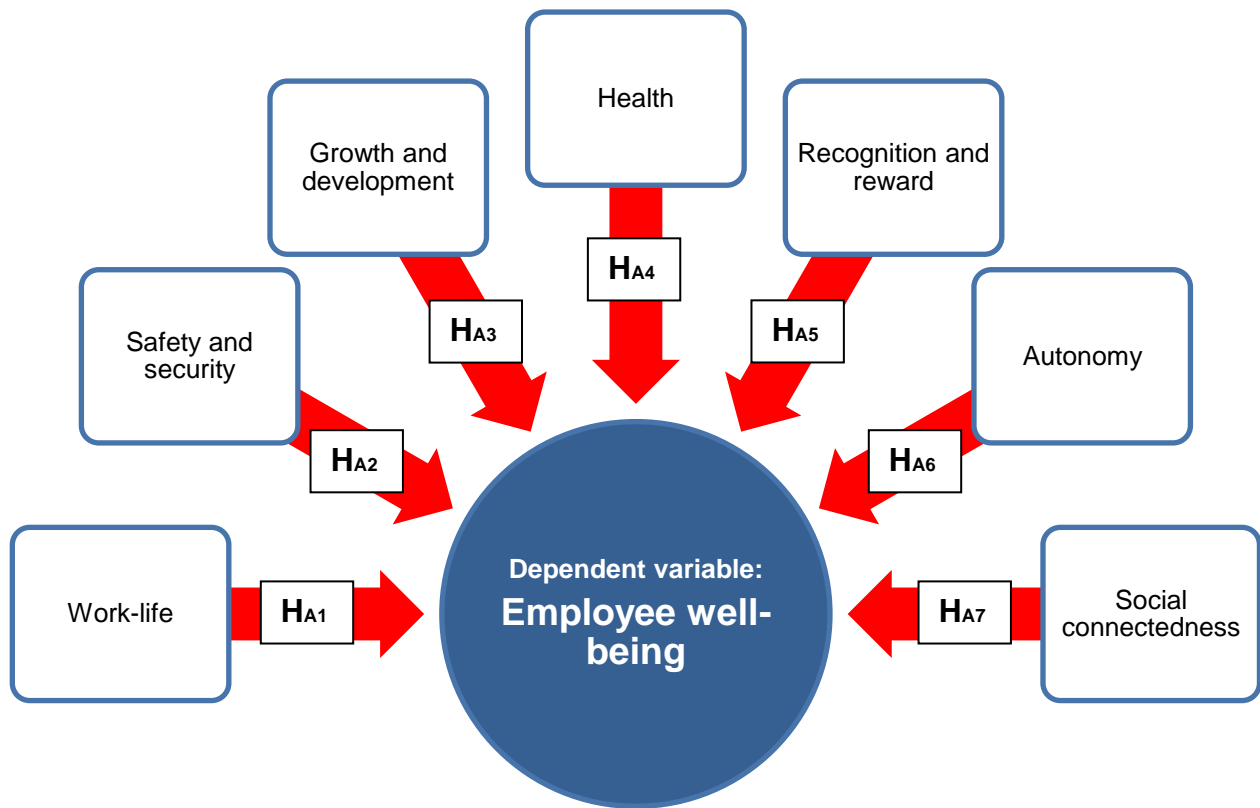 Health
Growth and
development
Recognition and
reward
HA4
HA3
HA5
Safety and
security
Autonomy
HA2
HA6
Dependent variable:
Employee well-
being
Work-life
HA1
HA7
Social
connectedness